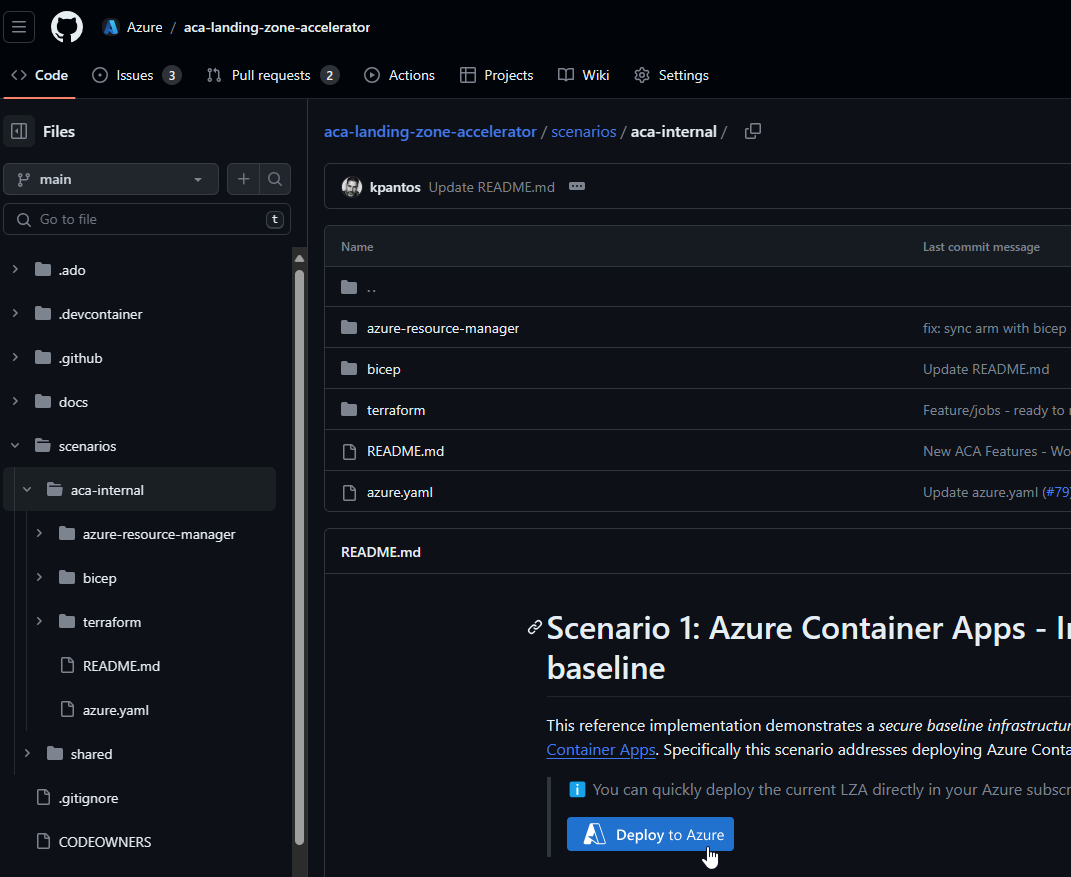 Azure / aca-landing-zone-accelerator
Code Issues 3 Pull requests 2 Actions Projects Wiki Settings
Files
main
Go to file t
.ado
.devcontainer
.github
docs
scenarios
aca-internal
azure-resource-manager
bicep
terraform
README.md
azure.yaml
shared
.gitignore
CODEOWNERS
aca-landing-zone-accelerator / scenarios / aca-internal /
kpantos Update README.md
Name Last commit message
..
azure-resource-manager fix: sync arm with bicep
bicep Update README.md
terraform Feature/jobs - ready to
README.md New ACA Features - Wo
azure.yaml Update azure.yaml (#79)
README.md
Scenario 1: Azure Container Apps - I
baseline
This reference implementation demonstrates a secure baseline infrastructur
Container Apps. Specifically this scenario addresses deploying Azure Conta
i You can quickly deploy the current LZA directly in your Azure subscr
Deploy to Azure